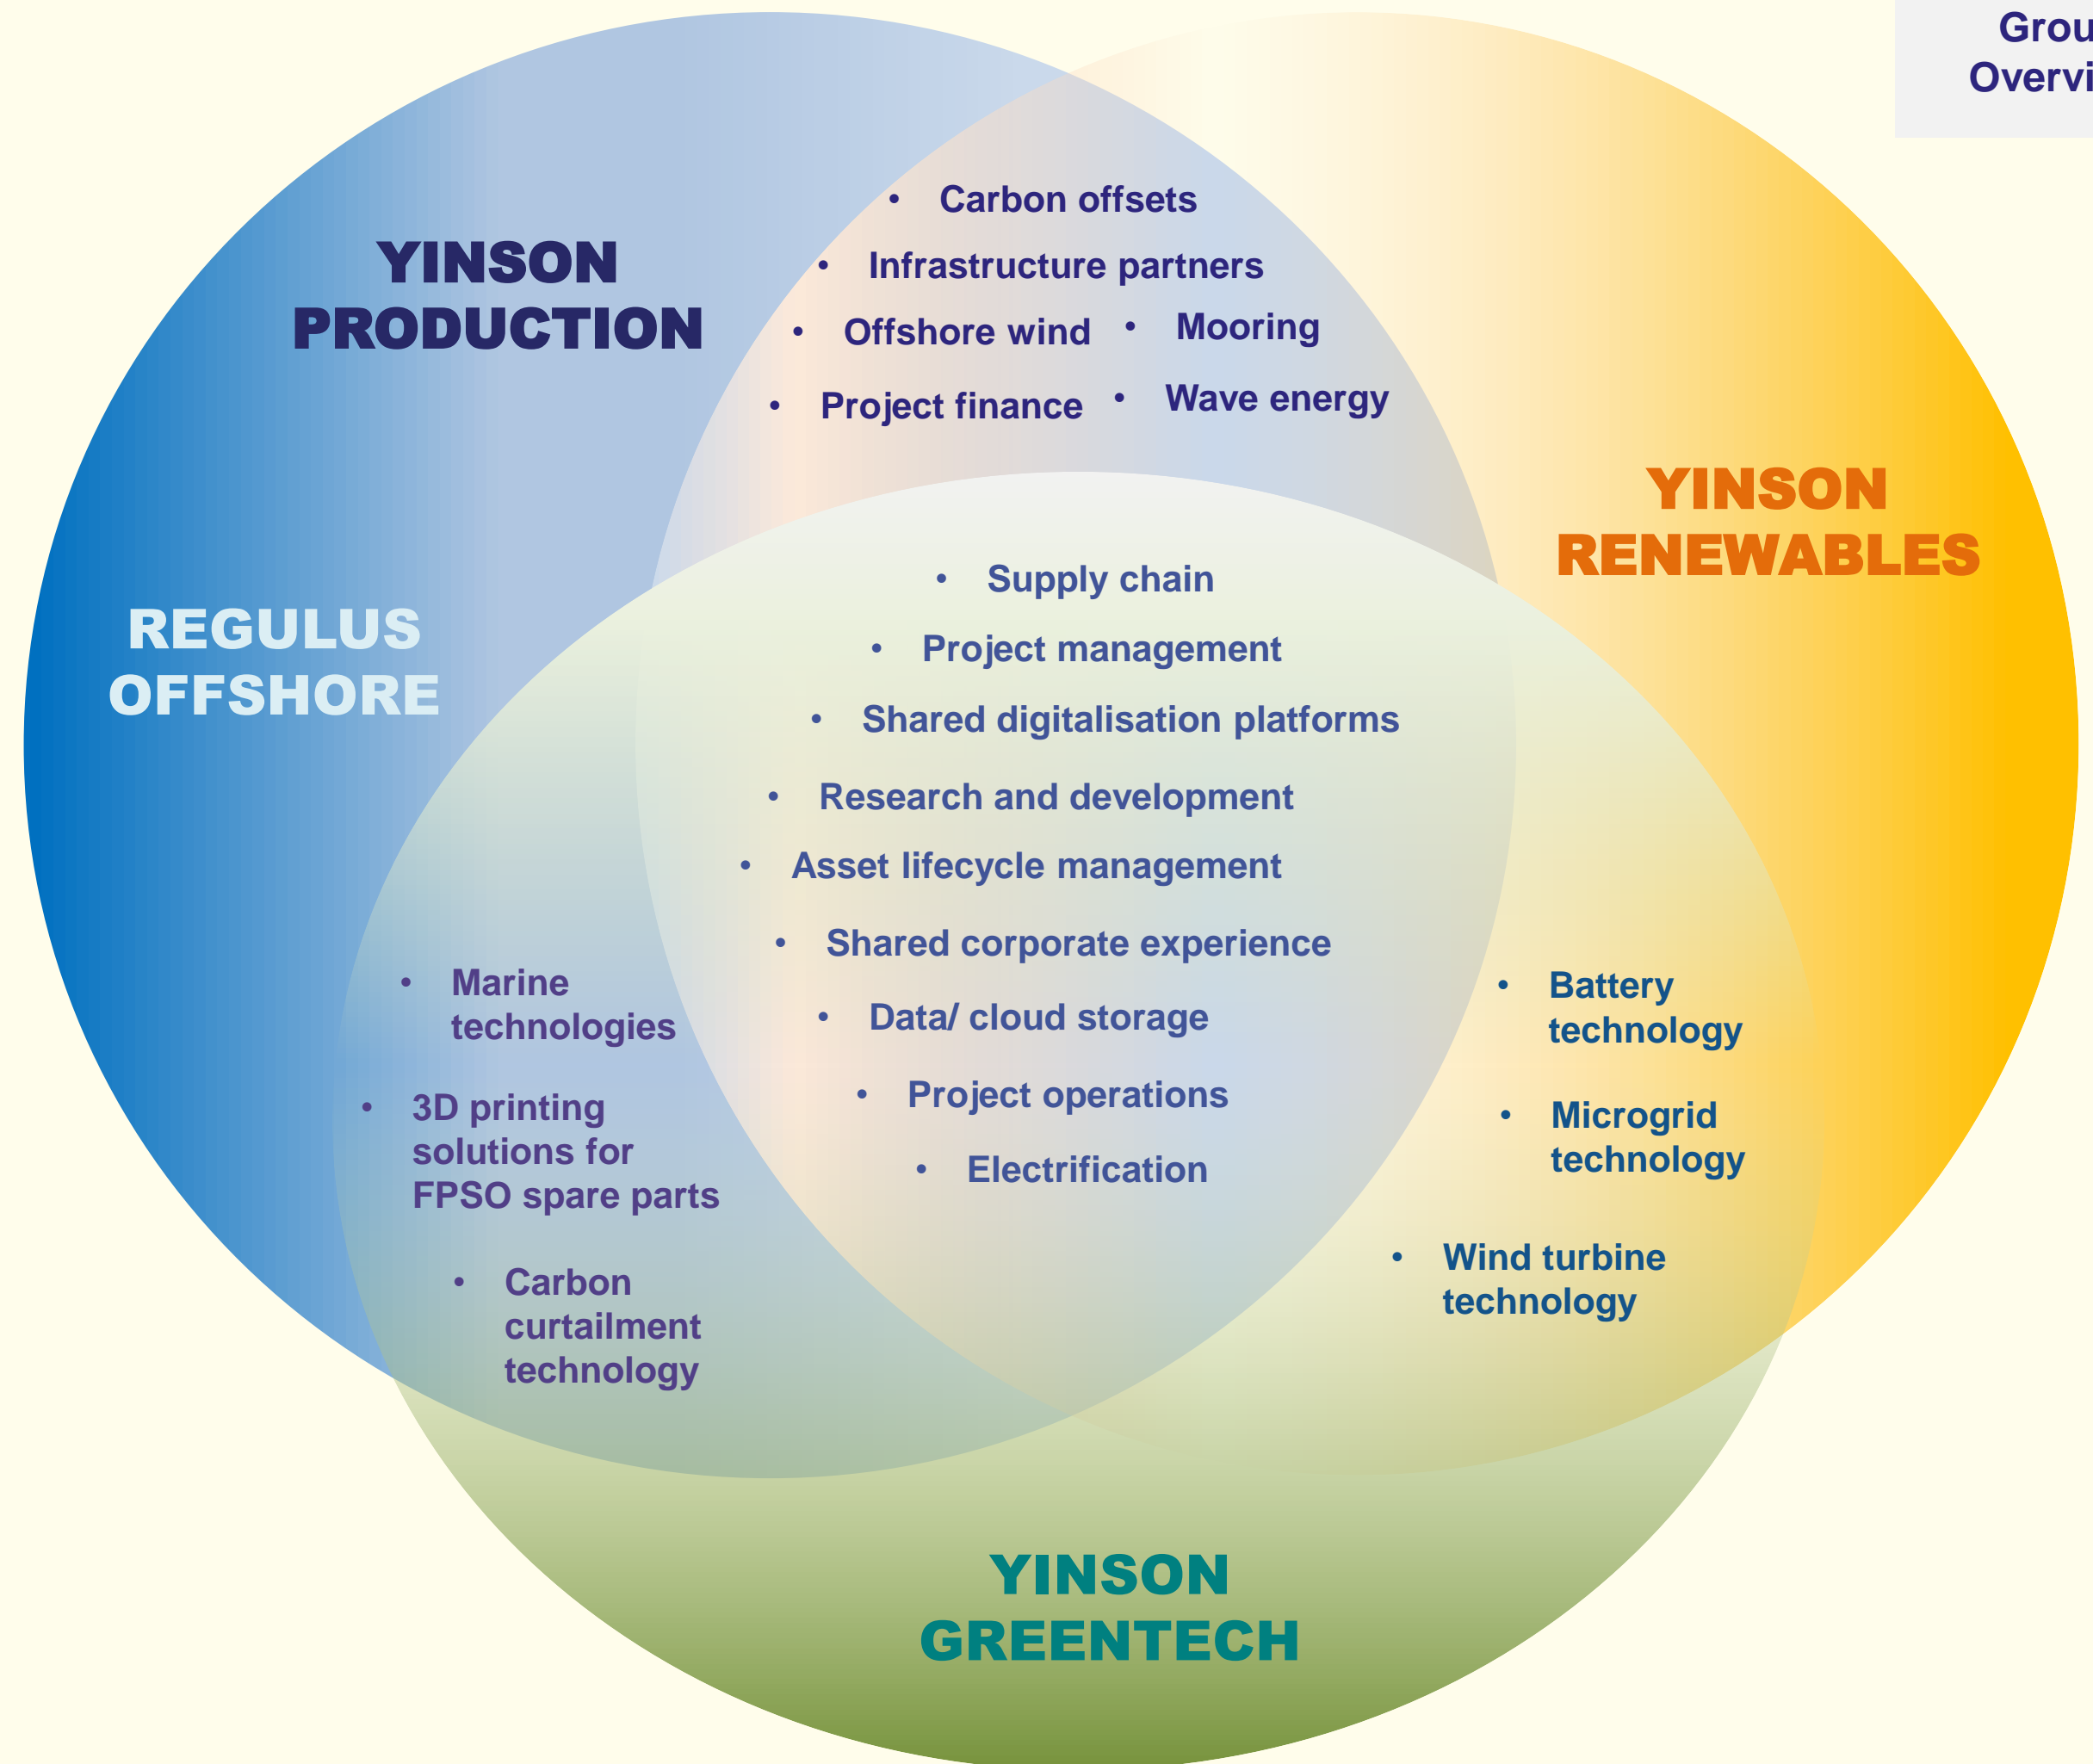 Grou
Overvi
• Carbon offsets
• Infrastructure partners
• Offshore wind • Mooring
• Project finance • Wave energy
YINSON
PRODUCTION
YINSON
RENEWABLES
REGULUS
OFFSHORE
• Supply chain
• Project management
• Shared digitalisation platforms
• Research and development
• Asset lifecycle management
• Shared corporate experience
• Data/ cloud storage
• Project operations
• Electrification
• Marine
technologies
• 3D printing
solutions for
FPSO spare parts
• Carbon
curtailment
technology
• Battery
technology
• Microgrid
technology
• Wind turbine
technology
YINSON
GREENTECH